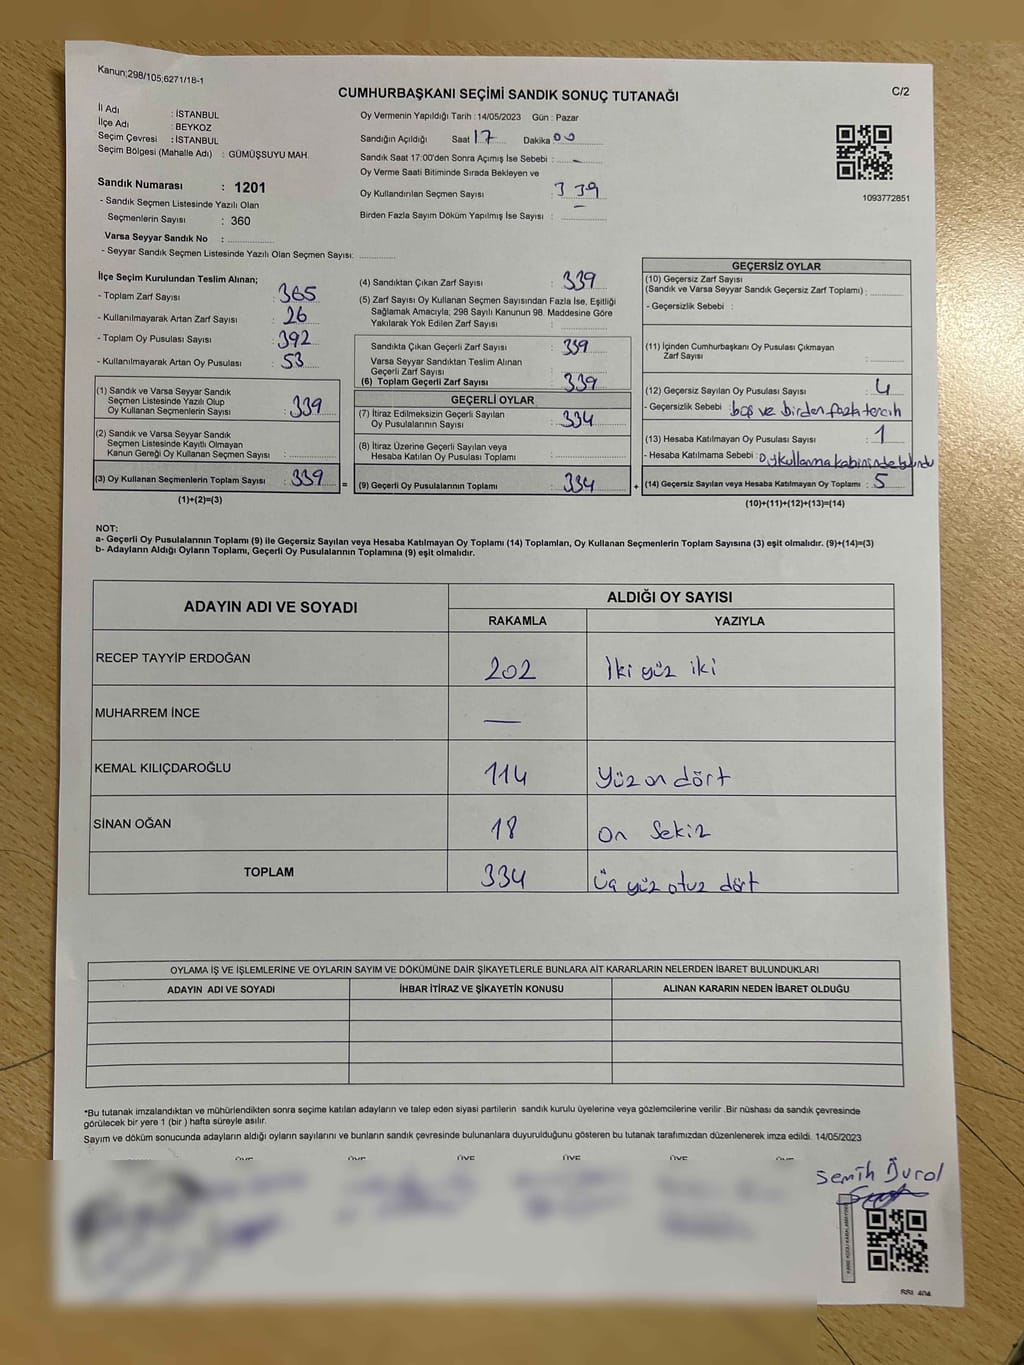 Kanun;298/105,6271/18-1
C/2
CUMHURBAŞKANI SEÇİMİ SANDIK SONUÇ TUTANAĞI
İl Adı : İSTANBUL
İlçe Adı : BEYKOZ
Seçim Çevresi : İSTANBUL
Seçim Bölgesi (Mahalle Adı) : GÜMÜŞSUYU MAH.
Sandık Numarası : 1201
- Sandık Seçmen Listesinde Yazılı Olan
Seçmenlerin Sayısı : 360
Varsa Seyyar Sandık No : ..............
- Seyyar Sandık Seçmen Listesinde Yazılı Olan Seçmen Sayısı: ............
Oy Vermenin Yapıldığı Tarih : 14/05/2023 Gün : Pazar
Sandığın Açıldığı Saat 17 Dakika 00
Sandık Saat 17:00'den Sonra Açımış İse Sebebi : –
Oy Verme Saati Bitiminde Sırada Bekleyen ve
Oy Kullandırılan Seçmen Sayısı : 339
Birden Fazla Sayım Döküm Yapılmış İse Sayısı : –
1093772851
İlçe Seçim Kurulundan Teslim Alınan;
- Toplam Zarf Sayısı : 365
- Kullanılmayarak Artan Zarf Sayısı : 26
- Toplam Oy Pusulası Sayısı : 392
- Kullanılmayarak Artan Oy Pusulası : 53
(1) Sandık ve Varsa Seyyar Sandık
Seçmen Listesinde Yazılı Olup
Oy Kullanan Seçmenlerin Sayısı : 339
(2) Sandık ve Varsa Seyyar Sandık
Seçmen Listesinde Kayıtlı Olmayan
Kanun Gereği Oy Kullanan Seçmen Sayısı : ............
(3) Oy Kullanan Seçmenlerin Toplam Sayısı : 339 =
(1)+(2)=(3)
(4) Sandıktan Çıkan Zarf Sayısı : 339
(5) Zarf Sayısı Oy Kullanan Seçmen Sayısından Fazla İse, Eşitliği
Sağlamak Amacıyla; 298 Sayılı Kanunun 98. Maddesine Göre
Yakılarak Yok Edilen Zarf Sayısı : ............
Sandıkta Çıkan Geçerli Zarf Sayısı : 339
Varsa Seyyar Sandıktan Teslim Alınan
Geçerli Zarf Sayısı : ............
(6) Toplam Geçerli Zarf Sayısı : 339
GEÇERLİ OYLAR
(7) İtiraz Edilmeksizin Geçerli Sayılan
Oy Pusulalarının Sayısı : 334
(8) İtiraz Üzerine Geçerli Sayılan veya
Hesaba Katılan Oy Pusulası Toplamı : ............
(9) Geçerli Oy Pusulalarının Toplamı : 334 +
GEÇERSİZ OYLAR
(10) Geçersiz Zarf Sayısı
(Sandık ve Varsa Seyyar Sandık Geçersiz Zarf Toplamı) : ............
- Geçersizlik Sebebi :
(11) İçinden Cumhurbaşkanı Oy Pusulası Çıkmayan
Zarf Sayısı : ............
(12) Geçersiz Sayılan Oy Pusulası Sayısı : 4
- Geçersizlik Sebebi : boş ve birden fazla tercih
(13) Hesaba Katılmayan Oy Pusulası Sayısı : 1
- Hesaba Katılmama Sebebi : Oy kullanma kabininde bulundu
(14) Geçersiz Sayılan veya Hesaba Katılmayan Oy Toplamı : 5
(10)+(11)+(12)+(13)=(14)
NOT:
a- Geçerli Oy Pusulalarının Toplamı (9) ile Geçersiz Sayılan veya Hesaba Katılmayan Oy Toplamı (14) Toplamları, Oy Kullanan Seçmenlerin Toplam Sayısına (3) eşit olmalıdır. (9)+(14)=(3)
b- Adayların Aldığı Oyların Toplamı, Geçerli Oy Pusulalarının Toplamına (9) eşit olmalıdır.
ADAYIN ADI VE SOYADI ALDIĞI OY SAYISI
RAKAMLA YAZIYLA
RECEP TAYYİP ERDOĞAN 202 İki yüz iki
MUHARREM İNCE —
KEMAL KILIÇDAROĞLU 114 Yüz on dört
SİNAN OĞAN 18 on sekiz
TOPLAM 334 Üç yüz otuz dört
OYLAMA İŞ VE İŞLEMLERİNE VE OYLARIN SAYIM VE DÖKÜMÜNE DAİR ŞİKAYETLERLE BUNLARA AİT KARARLARIN NELERDEN İBARET BULUNDUKLARI
ADAYIN ADI VE SOYADI İHBAR İTİRAZ VE ŞİKAYETİN KONUSU ALINAN KARARIN NEDEN İBARET OLDUĞU
*Bu tutanak imzalandıktan ve mühürlendikten sonra seçime katılan adayların ve talep eden siyasi partilerin sandık kurulu üyelerine veya gözlemcilerine verilir .Bir nüshası da sandık çevresinde
görülecek bir yere 1 (bir ) hafta süreyle asılır.
Sayım ve döküm sonucunda adayların aldığı oyların sayılarını ve bunların sandık çevresinde bulunanlara duyurulduğunu gösteren bu tutanak tarafımızdan düzenlenerek imza edildi. 14/05/2023
ÜYE ÜYE ÜYE ÜYE ÜYE
Semih
SSI 404